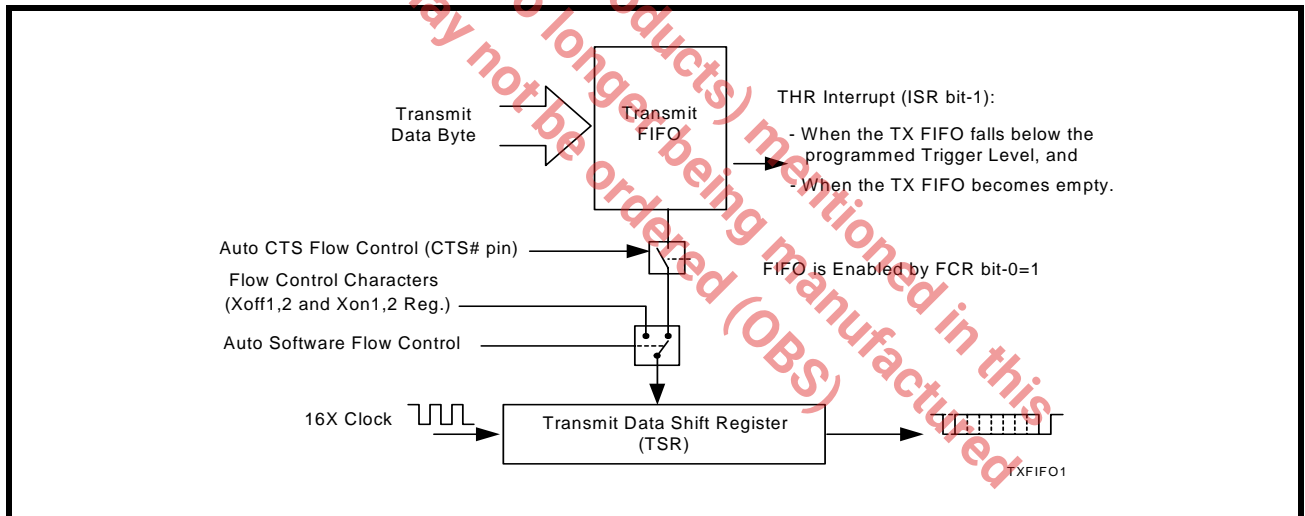 Transmit
Data Byte
Transmit
FIFO
THR Interrupt (ISR bit-1):
- When the TX FIFO falls below the
programmed Trigger Level, and
- When the TX FIFO becomes empty.
Auto CTS Flow Control (CTS# pin)
Flow Control Characters
(Xoff1,2 and Xon1,2 Reg.)
Auto Software Flow Control
FIFO is Enabled by FCR bit-0=1
16X Clock
Transmit Data Shift Register
(TSR)
TXFIFO1
oducts) mentioned in this
o longer being manufactured
may not be ordered (OBS)